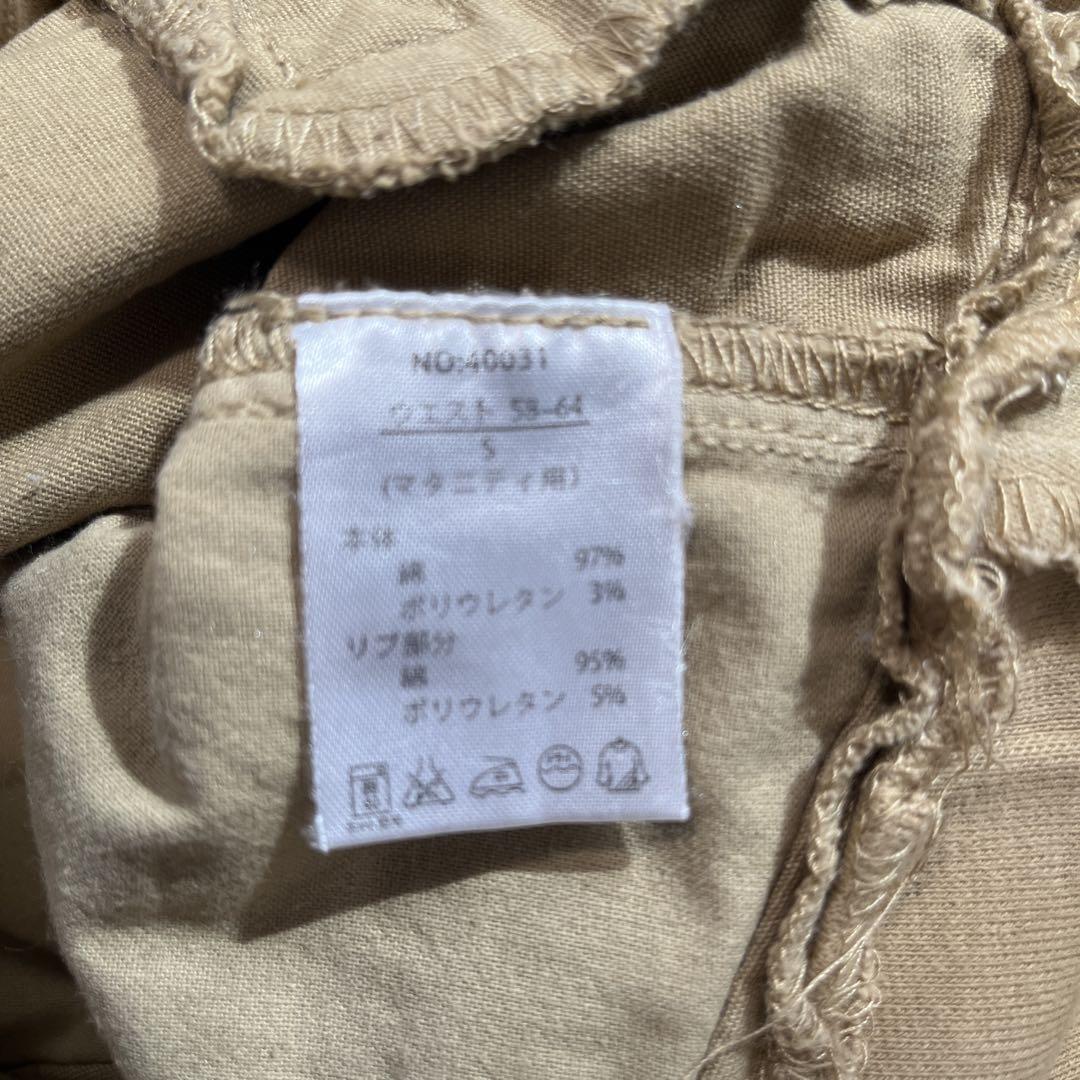 NO:40031
ウエスト 58-64
S
(マタニティ用)
本体
綿 97%
ポリウレタン 3%
リブ部分
綿 95%
ポリウレタン 5%